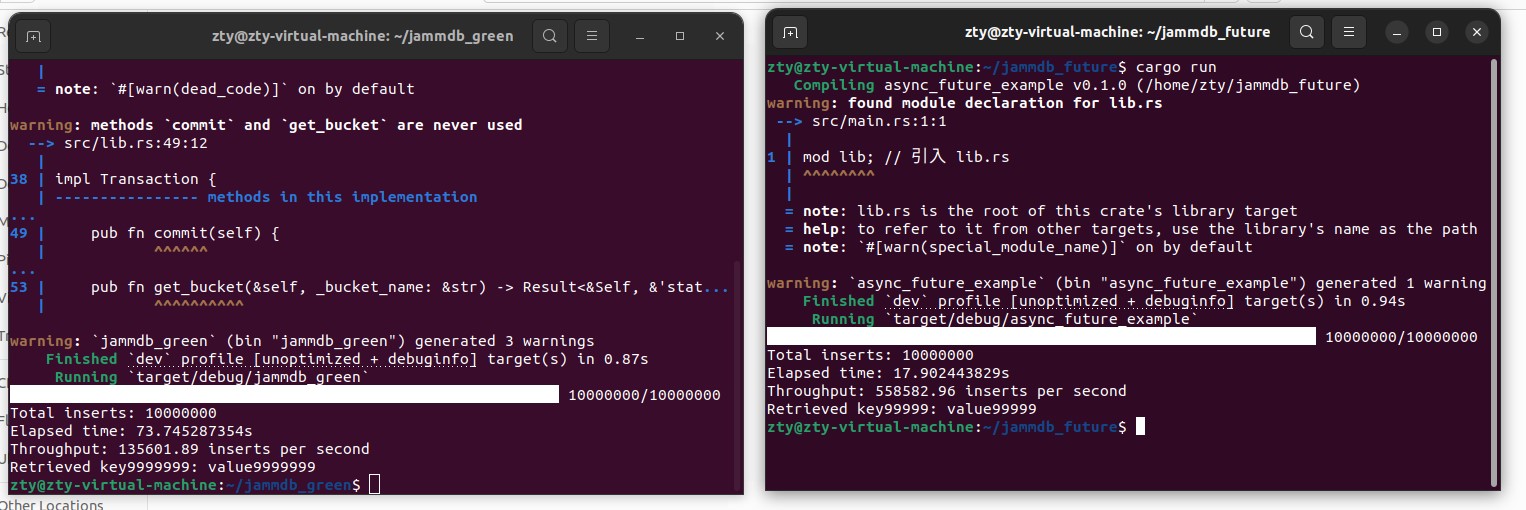 zty@zty-virtual-machine: ~/jammdb_green
|
= note: `#[warn(dead_code)]` on by default
warning: methods `commit` and `get_bucket` are never used
--> src/lib.rs:49:12
|
38 | impl Transaction {
| --------------- methods in this implementation
...
49 |     pub fn commit(self) {
|            ^^^^^^
...
53 |     pub fn get_bucket(&self, _bucket_name: &str) -> Result<&Self, &'stat...
|            ^^^^^^^^^^
warning: `jammdb_green` (bin "jammdb_green") generated 3 warnings
Finished `dev` profile [unoptimized + debuginfo] target(s) in 0.87s
Running `target/debug/jammdb_green`
10000000/10000000
Total inserts: 10000000
Elapsed time: 73.745287354s
Throughput: 135601.89 inserts per second
Retrieved key9999999: value9999999
zty@zty-virtual-machine:~/jammdb_green$
Other Locations
zty@zty-virtual-machine: ~/jammdb_future
zty@zty-virtual-machine:~/jammdb_future$ cargo run
Compiling async_future_example v0.1.0 (/home/zty/jammdb_future)
warning: found module declaration for lib.rs
--> src/main.rs:1:1
|
1 | mod lib; // 引入 lib.rs
| ^^^^^^^^
|
= note: lib.rs is the root of this crate's library target
= help: to refer to it from other targets, use the library's name as the path
= note: `#[warn(special_module_name)]` on by default
warning: `async_future_example` (bin "async_future_example") generated 1 warning
Finished `dev` profile [unoptimized + debuginfo] target(s) in 0.94s
Running `target/debug/async_future_example`
10000000/10000000
Total inserts: 10000000
Elapsed time: 17.902443829s
Throughput: 558582.96 inserts per second
Retrieved key99999: value99999
zty@zty-virtual-machine:~/jammdb_future$